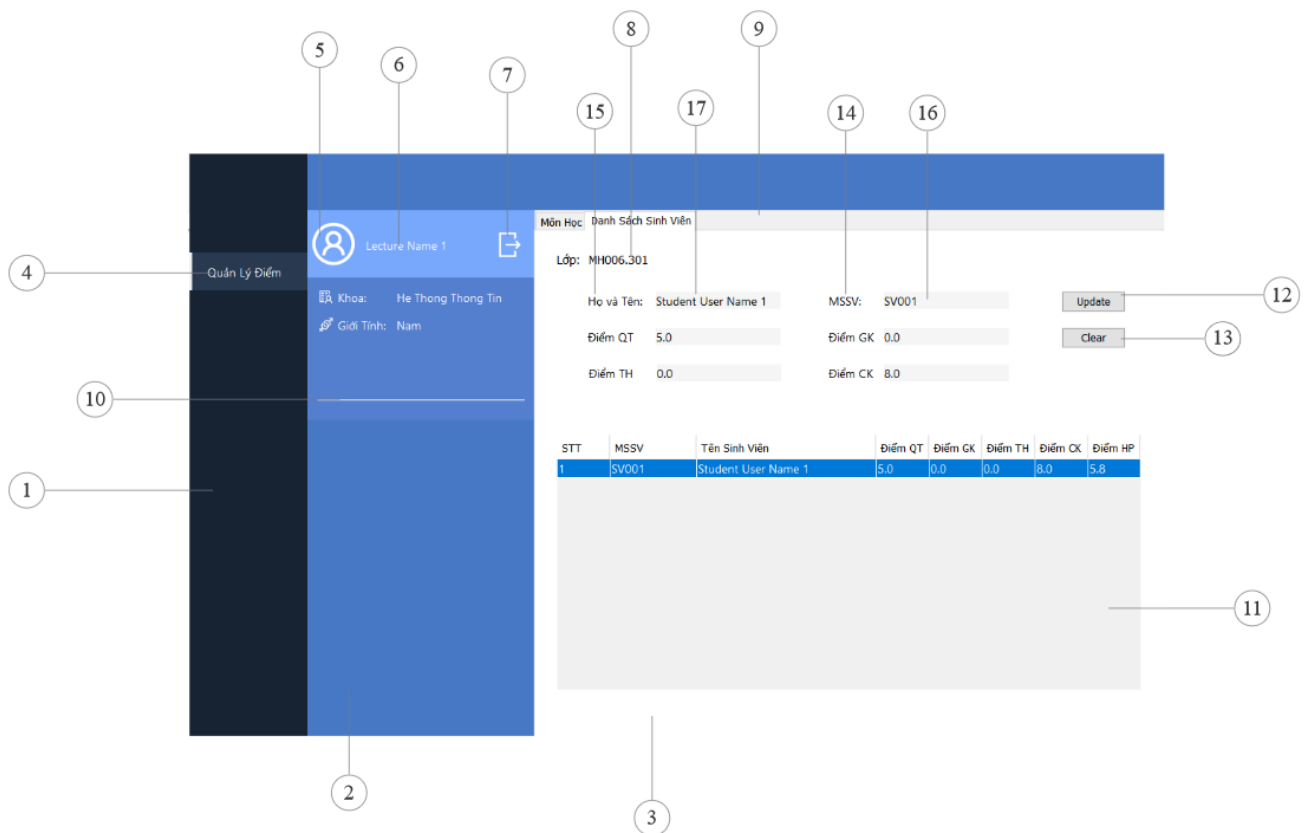 8
9
5
6
7
15
17
14
16
Môn Học Danh Sách Sinh Viên
Lecture Name 1
Lớp: MH006.301
4
Quản Lý Điểm
Khoa: He Thong Thong Tin
Họ và Tên: Student User Name 1 MSSV: SV001 Update
12
Giới Tính: Nam
Điểm QT 5.0 Điểm GK 0.0 Clear
13
Điểm TH 0.0 Điểm CK 8.0
10
STT MSSV Tên Sinh Viên Điểm QT Điểm GK Điểm TH Điểm CK Điểm HP
1 SV001 Student User Name 1 5.0 0.0 0.0 8.0 5.8
1
11
2
3